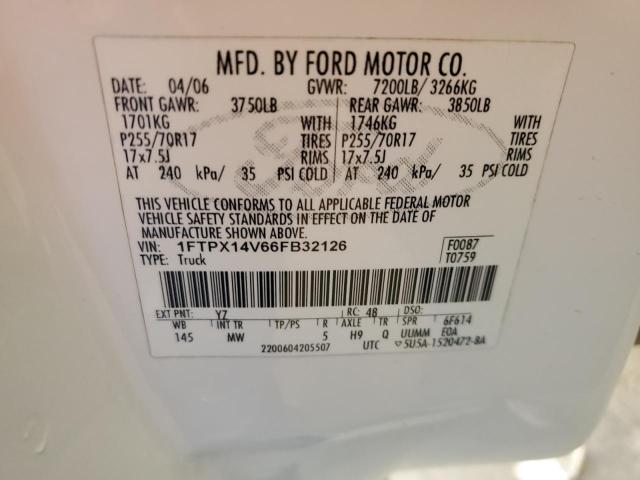 MFD. BY FORD MOTOR CO.
DATE: 04/06 GVWR: 7200LB/ 3266KG
FRONT GAWR: 3750LB REAR GAWR: 3850LB
1701KG WITH 1746KG WITH
P255/70R17 TIRES P255/70R17 TIRES
17x7.5J RIMS 17x7.5J RIMS
AT 240 kPa/ 35 PSI COLD AT 240 kPa/ 35 PSI COLD
Ford
THIS VEHICLE CONFORMS TO ALL APPLICABLE FEDERAL MOTOR
VEHICLE SAFETY STANDARDS IN EFFECT ON THE DATE OF
MANUFACTURE SHOWN ABOVE.
VIN: 1FTPX14V66FB32126 F0087
TYPE: Truck T0759
EXT PNT: YZ RC: 48 DSO:
WB INT TR TP/PS R AXLE TR SPR 6F614
145 MW 5 H9 Q UUMM EOA
2200604205507 UTC ▽5U5A-1520472-BA